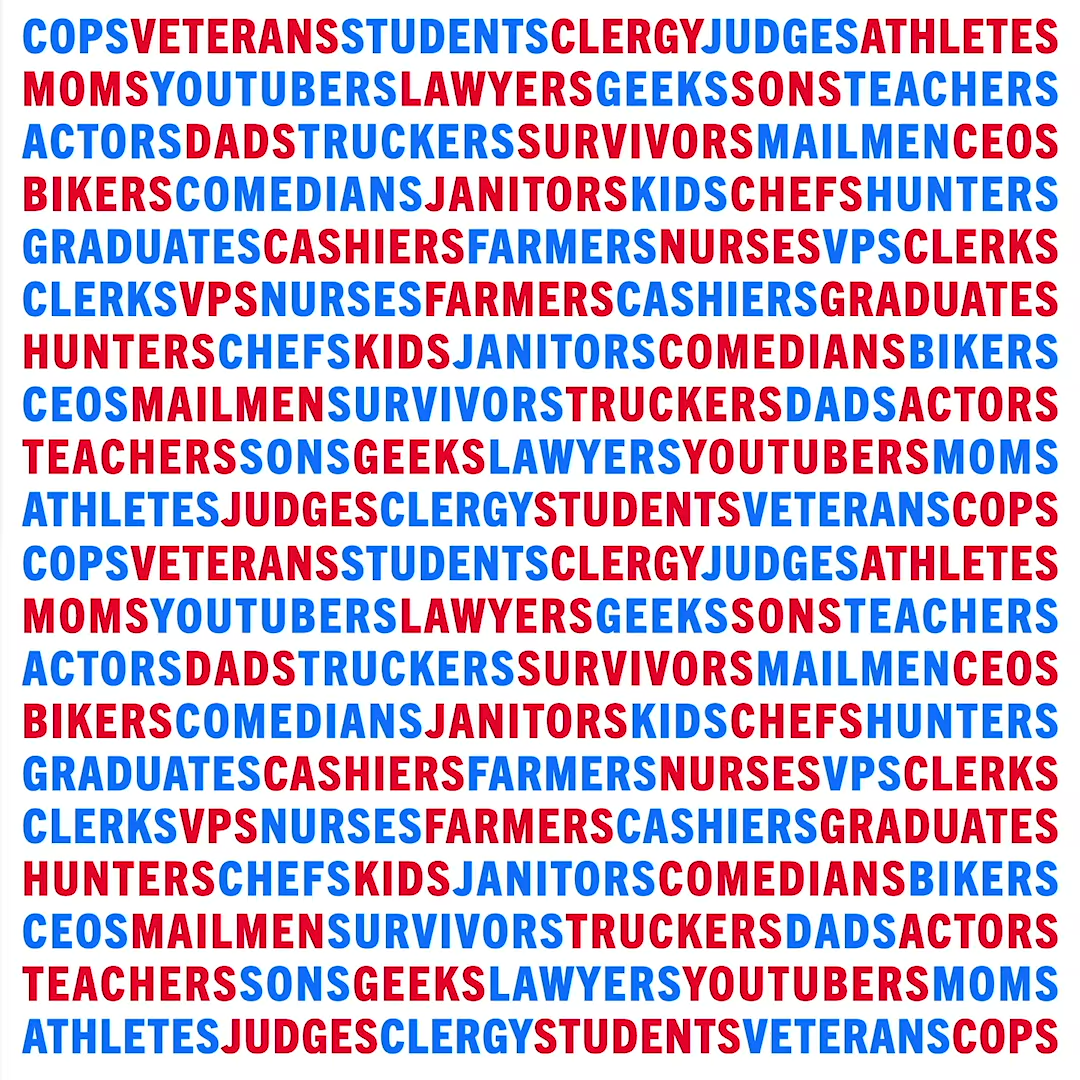 COPSVETERANSSTUDENTSCLERGYJUDGESATHLETES
MOMSYOUTUBERSLAWYERSGEEKSSONSTEACHERS
ACTORSDADSTRUCKERSSURVIVORSMAILMENCEOS
BIKERSCOMEDIANSJANITORSKIDSCHEFSHUNTERS
GRADUATESCASHIERSFARMERSNURSESVPSCLERKS
CLERKSVPSNURSESFARMERSCASHIERSGRADUATES
HUNTERSCHEFSKIDSJANITORSCOMEDIANSBIKERS
CEOSMAILMENSURVIVORSTRUCKERSDADSACTORS
TEACHERSSONSGEEKSLAWYERSYOUTUBERSMOMS
ATHLETESJUDGESCLERGYSTUDENTSVETERANSCOPS
COPSVETERANSSTUDENTSCLERGYJUDGESATHLETES
MOMSYOUTUBERSLAWYERSGEEKSSONSTEACHERS
ACTORSDADSTRUCKERSSURVIVORSMAILMENCEOS
BIKERSCOMEDIANSJANITORSKIDSCHEFSHUNTERS
GRADUATESCASHIERSFARMERSNURSESVPSCLERKS
CLERKSVPSNURSESFARMERSCASHIERSGRADUATES
HUNTERSCHEFSKIDSJANITORSCOMEDIANSBIKERS
CEOSMAILMENSURVIVORSTRUCKERSDADSACTORS
TEACHERSSONSGEEKSLAWYERSYOUTUBERSMOMS
ATHLETESJUDGESCLERGYSTUDENTSVETERANSCOPS